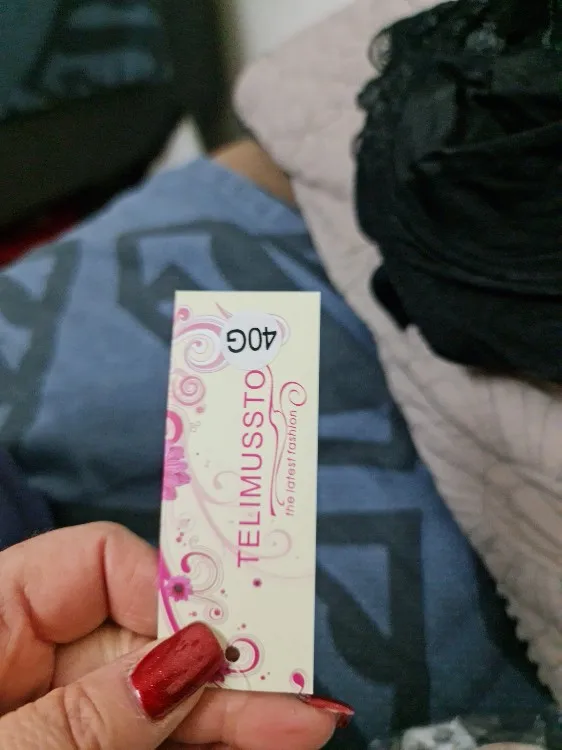 40G
TELIMUSSTO
the latest fashion